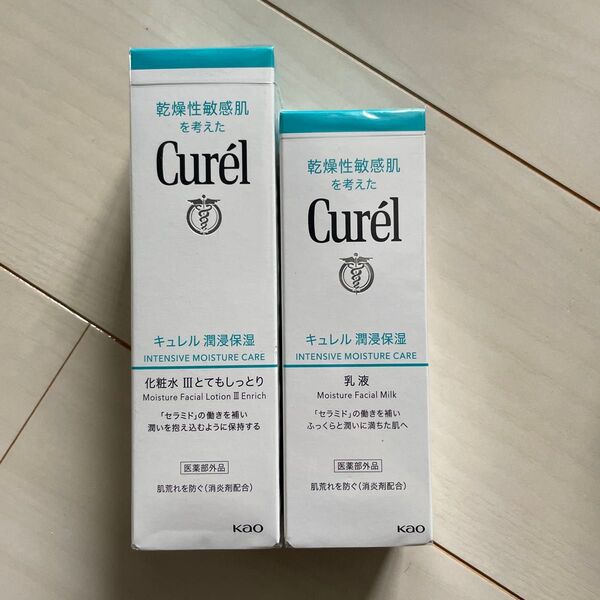 乾燥性敏感肌
を考えた
Curél
キュレル 潤浸保湿
INTENSIVE MOISTURE CARE
化粧水 III とてもしっとり
Moisture Facial Lotion III Enrich
「セラミド」の働きを補い
潤いを抱え込むように保持する
医薬部外品
肌荒れを防ぐ(消炎剤配合)
Kao
乾燥性敏感肌
を考えた
Curél
キュレル 潤浸保湿
INTENSIVE MOISTURE CARE
乳液
Moisture Facial Milk
「セラミド」の働きを補い
ふっくらと潤いに満ちた肌へ
医薬部外品
肌荒れを防ぐ(消炎剤配合)
Kao